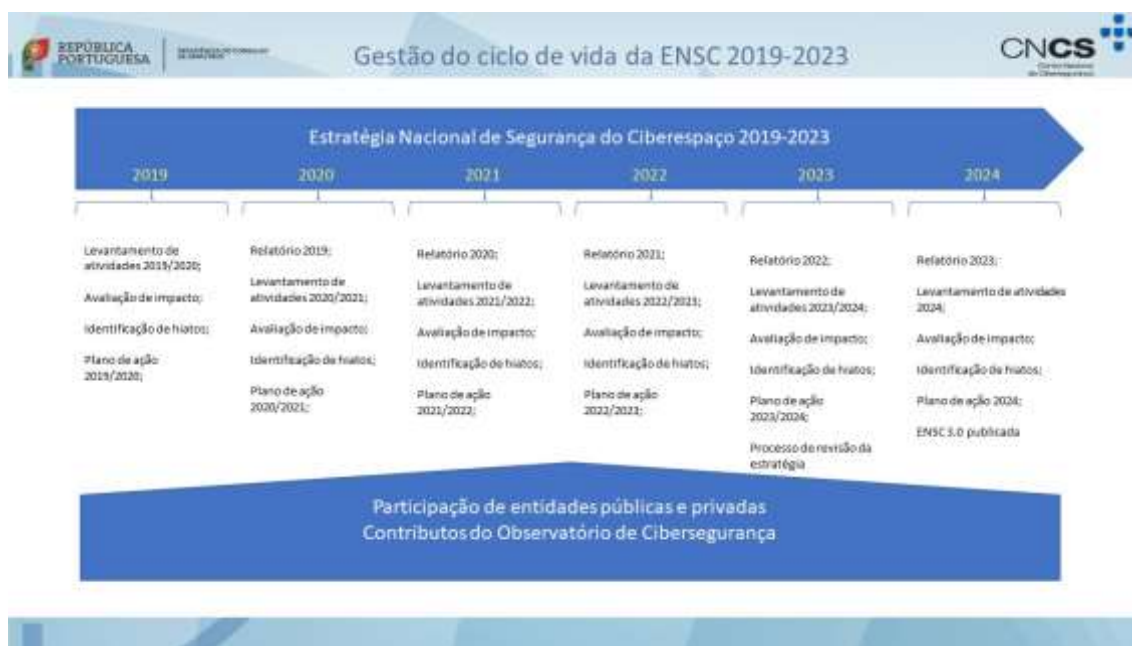 REPÚBLICA
PORTUGUESA
Gestão do ciclo de vida da ENSC 2019-2023
CNCS
Centro Nacional
de Cibersegurança
Estratégia Nacional de Segurança do Ciberespaço 2019-2023
2019
2020
2021
2022
2023
2024
Levantamento de
atividades 2019/2020;
Avaliação de impacto;
Identificação de hiatos;
Plano de ação
2019/2020;
Relatório 2019;
Levantamento de
atividades 2020/2021;
Avaliação de impacto;
Identificação de hiatos;
Plano de ação
2020/2021;
Relatório 2020;
Levantamento de
atividades 2021/2022;
Avaliação de impacto;
Identificação de hiatos;
Plano de ação
2021/2022;
Relatório 2021;
Levantamento de
atividades 2022/2023;
Avaliação de impacto;
Identificação de hiatos;
Plano de ação
2022/2023;
Relatório 2022;
Levantamento de
atividades 2023/2024;
Avaliação de impacto;
Identificação de hiatos;
Plano de ação
2023/2024;
Processo de revisão da
estratégia
Relatório 2023;
Levantamento de atividades
2024;
Avaliação de impacto;
Identificação de hiatos;
Plano de ação 2024;
ENSC 3.0 publicada
Participação de entidades públicas e privadas
Contributos do Observatório de Cibersegurança